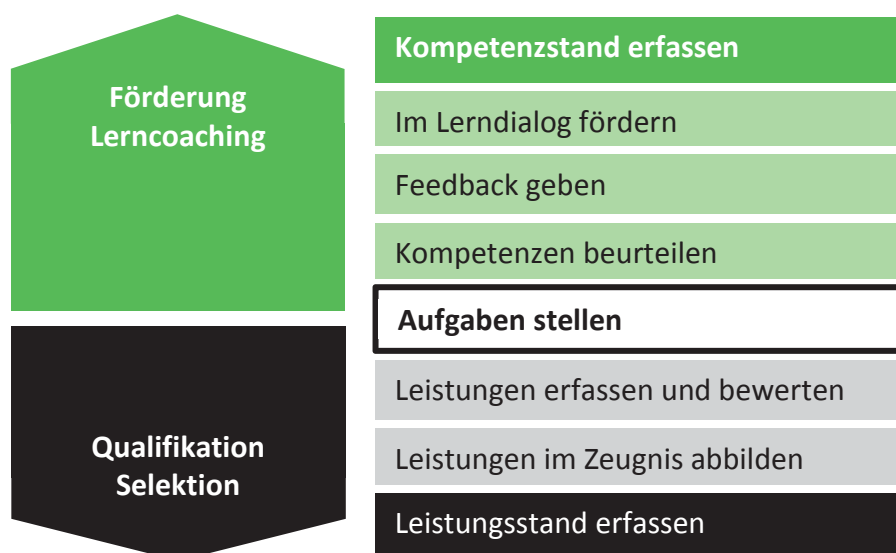 Förderung
Lerncoaching
Kompetenzstand erfassen
Im Lerndialog fördern
Feedback geben
Kompetenzen beurteilen
Aufgaben stellen
Qualifikation
Selektion
Leistungen erfassen und bewerten
Leistungen im Zeugnis abbilden
Leistungsstand erfassen